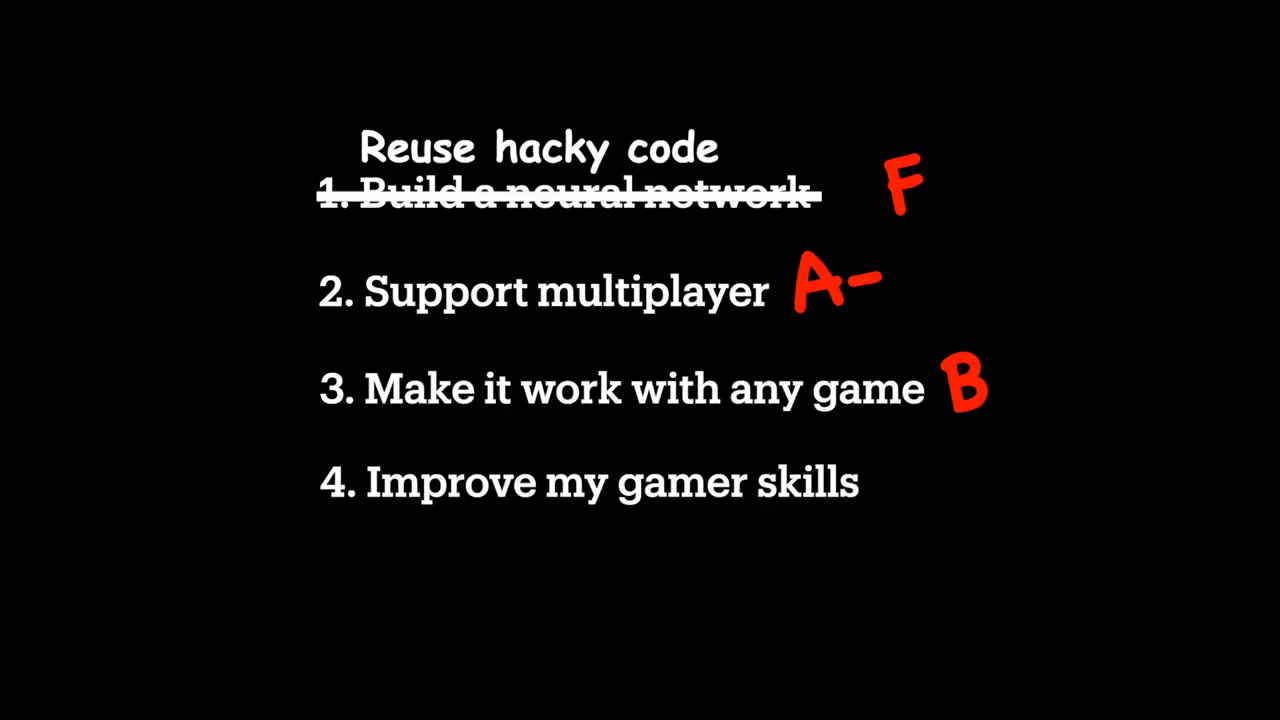 Reuse hacky code
1. Build a neural network F
2. Support multiplayer A-
3. Make it work with any game B
4. Improve my gamer skills